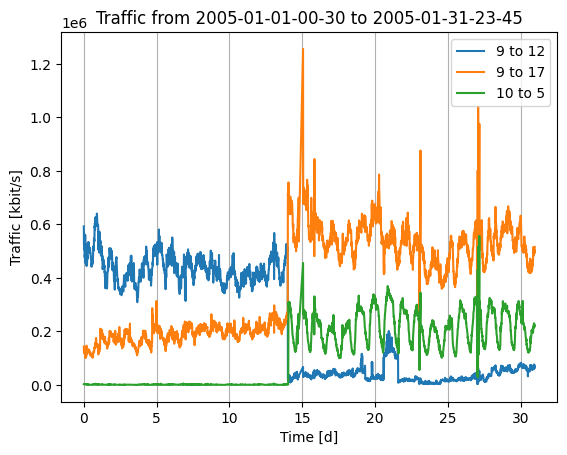 Traffic from 2005-01-01-00-30 to 2005-01-31-23-45
1e6
9 to 12
9 to 17
10 to 5
1.2
1.0
0.8
0.6
0.4
0.2
0.0
Traffic [kbit/s]
0 5 10 15 20 25 30
Time [d]